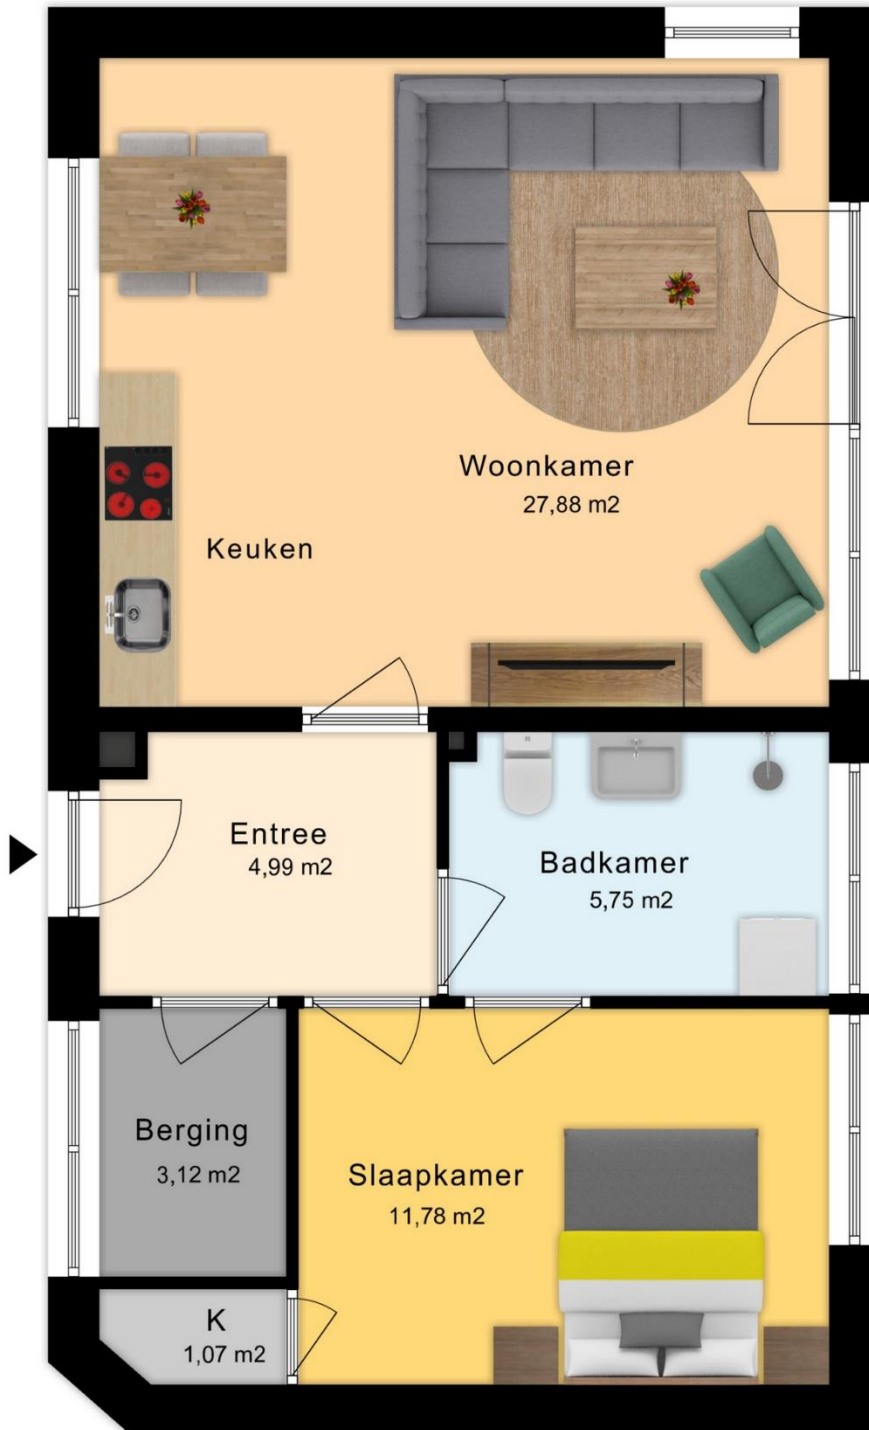 Woonkamer
27,88 m2
Keuken
Entree
4,99 m2
Badkamer
5,75 m2
Berging
3,12 m2
Slaapkamer
11,78 m2
K
1,07 m2